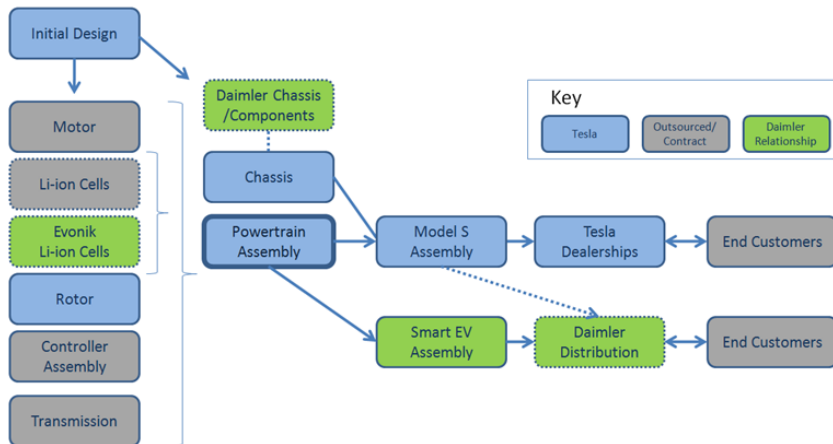 Initial Design
Daimler Chassis
/Components
Key
Tesla
Outsourced/
Contract
Daimler
Relationship
Motor
Li-ion Cells
Chassis
Evonik
Li-ion Cells
Powertrain
Assembly
Model S
Assembly
Tesla
Dealerships
End Customers
Rotor
Controller
Assembly
Smart EV
Assembly
Daimler
Distribution
End Customers
Transmission